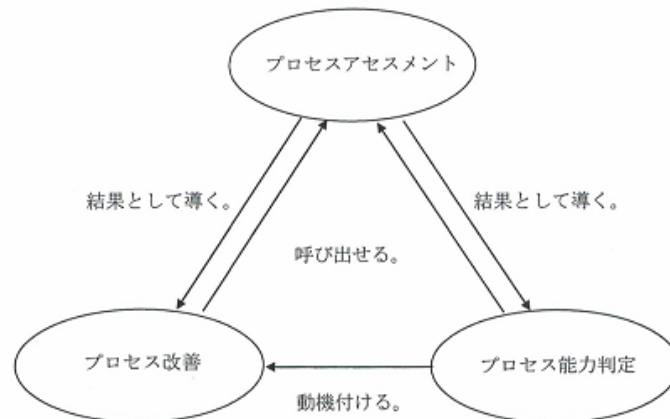 プロセスアセスメント
結果として導く。
結果として導く。
呼び出せる。
プロセス改善
プロセス能力判定
動機付ける。